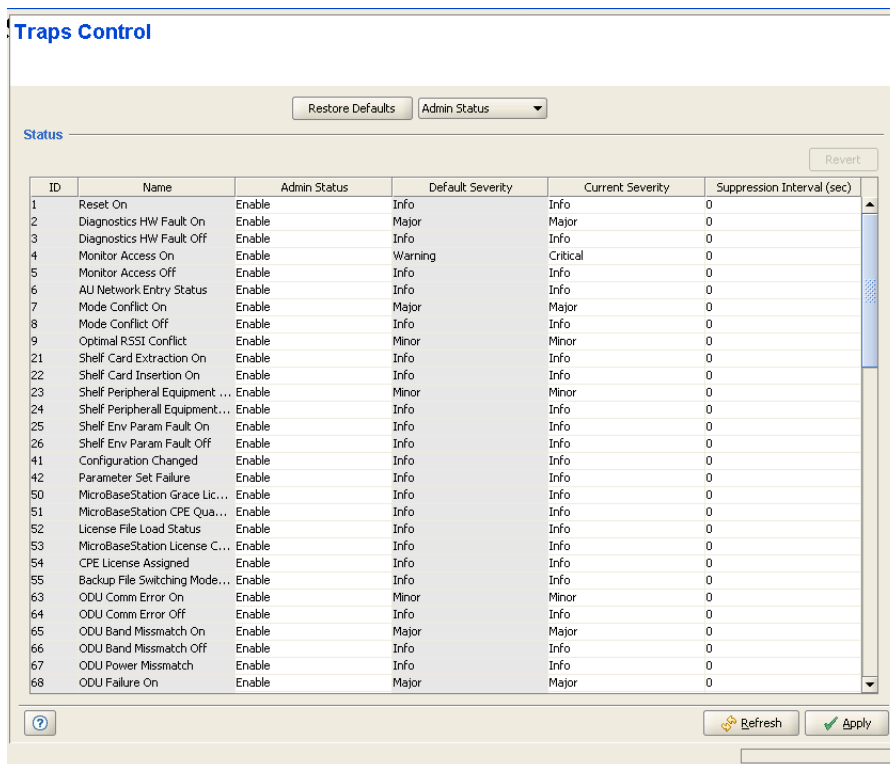 Traps Control
Restore Defaults Admin Status
Status
Revert
ID Name Admin Status Default Severity Current Severity Suppression Interval (sec)
1 Reset On Enable Info Info 0
2 Diagnostics HW Fault On Enable Major Major 0
3 Diagnostics HW Fault Off Enable Info Info 0
4 Monitor Access On Enable Warning Critical 0
5 Monitor Access Off Enable Info Info 0
6 AU Network Entry Status Enable Info Info 0
7 Mode Conflict On Enable Major Major 0
8 Mode Conflict Off Enable Info Info 0
9 Optimal RSSI Conflict Enable Minor Minor 0
21 Shelf Card Extraction On Enable Info Info 0
22 Shelf Card Insertion On Enable Info Info 0
23 Shelf Peripheral Equipment ... Enable Minor Minor 0
24 Shelf Peripherall Equipment... Enable Info Info 0
25 Shelf Env Param Fault On Enable Info Info 0
26 Shelf Env Param Fault Off Enable Info Info 0
41 Configuration Changed Enable Info Info 0
42 Parameter Set Failure Enable Info Info 0
50 MicroBaseStation Grace Lic... Enable Info Info 0
51 MicroBaseStation CPE Qua... Enable Info Info 0
52 License File Load Status Enable Info Info 0
53 MicroBaseStation License C... Enable Info Info 0
54 CPE License Assigned Enable Info Info 0
55 Backup File Switching Mode... Enable Info Info 0
63 ODU Comm Error On Enable Minor Minor 0
64 ODU Comm Error Off Enable Info Info 0
65 ODU Band Missmatch On Enable Major Major 0
66 ODU Band Missmatch Off Enable Info Info 0
67 ODU Power Missmatch Enable Info Info 0
68 ODU Failure On Enable Major Major 0
? Refresh Apply